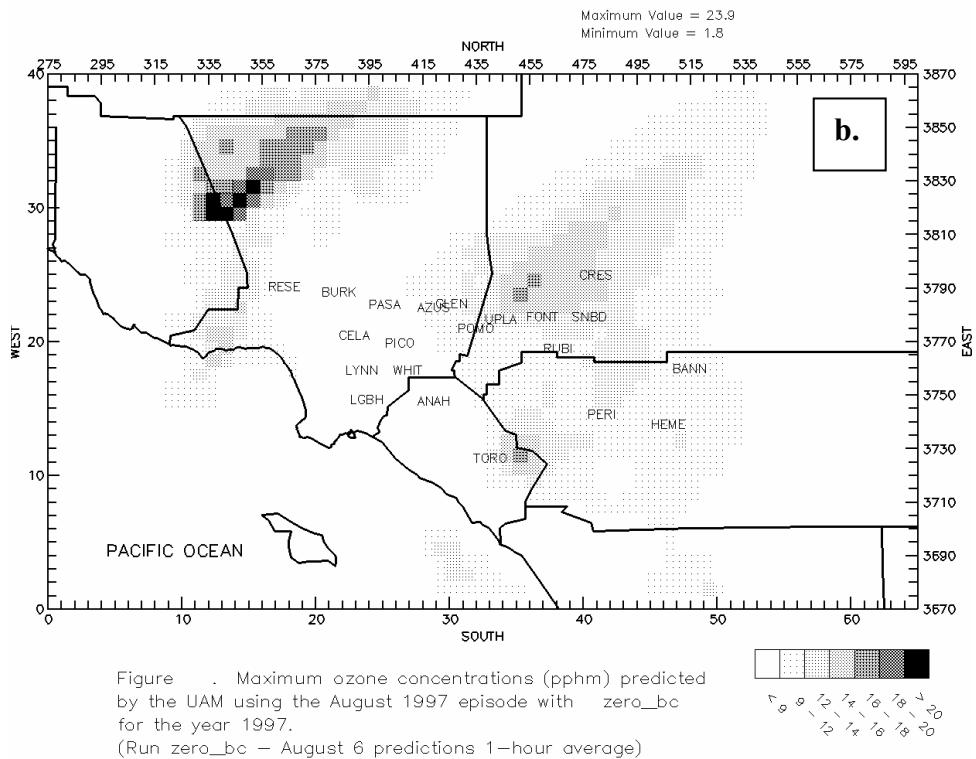 Maximum Value = 23.9
Minimum Value = 1.8
NORTH
275 295 315 335 355 375 395 415 435 455 475 495 515 535 555 575 595
40 3870
b.
3850
3830
30
3810
CRES
RESE BURK 3790
PASA AZUS GLEN
UPLA FONT SNBD
POMO
WEST
CELA PICO
20 3770
EAST
RUBI
LYNN WHIT BANN
3750
LGBH ANAH
PERI HEME
3730
TORO
10
3710
PACIFIC OCEAN
3690
0 3670
0 10 20 30 40 50 60
SOUTH
Figure . Maximum ozone concentrations (pphm) predicted
by the UAM using the August 1997 episode with zero_bc
for the year 1997.
(Run zero_bc – August 6 predictions 1-hour average)
< 9
9 - 12
12 - 14
14 - 16
16 - 18
18 - 20
> 20